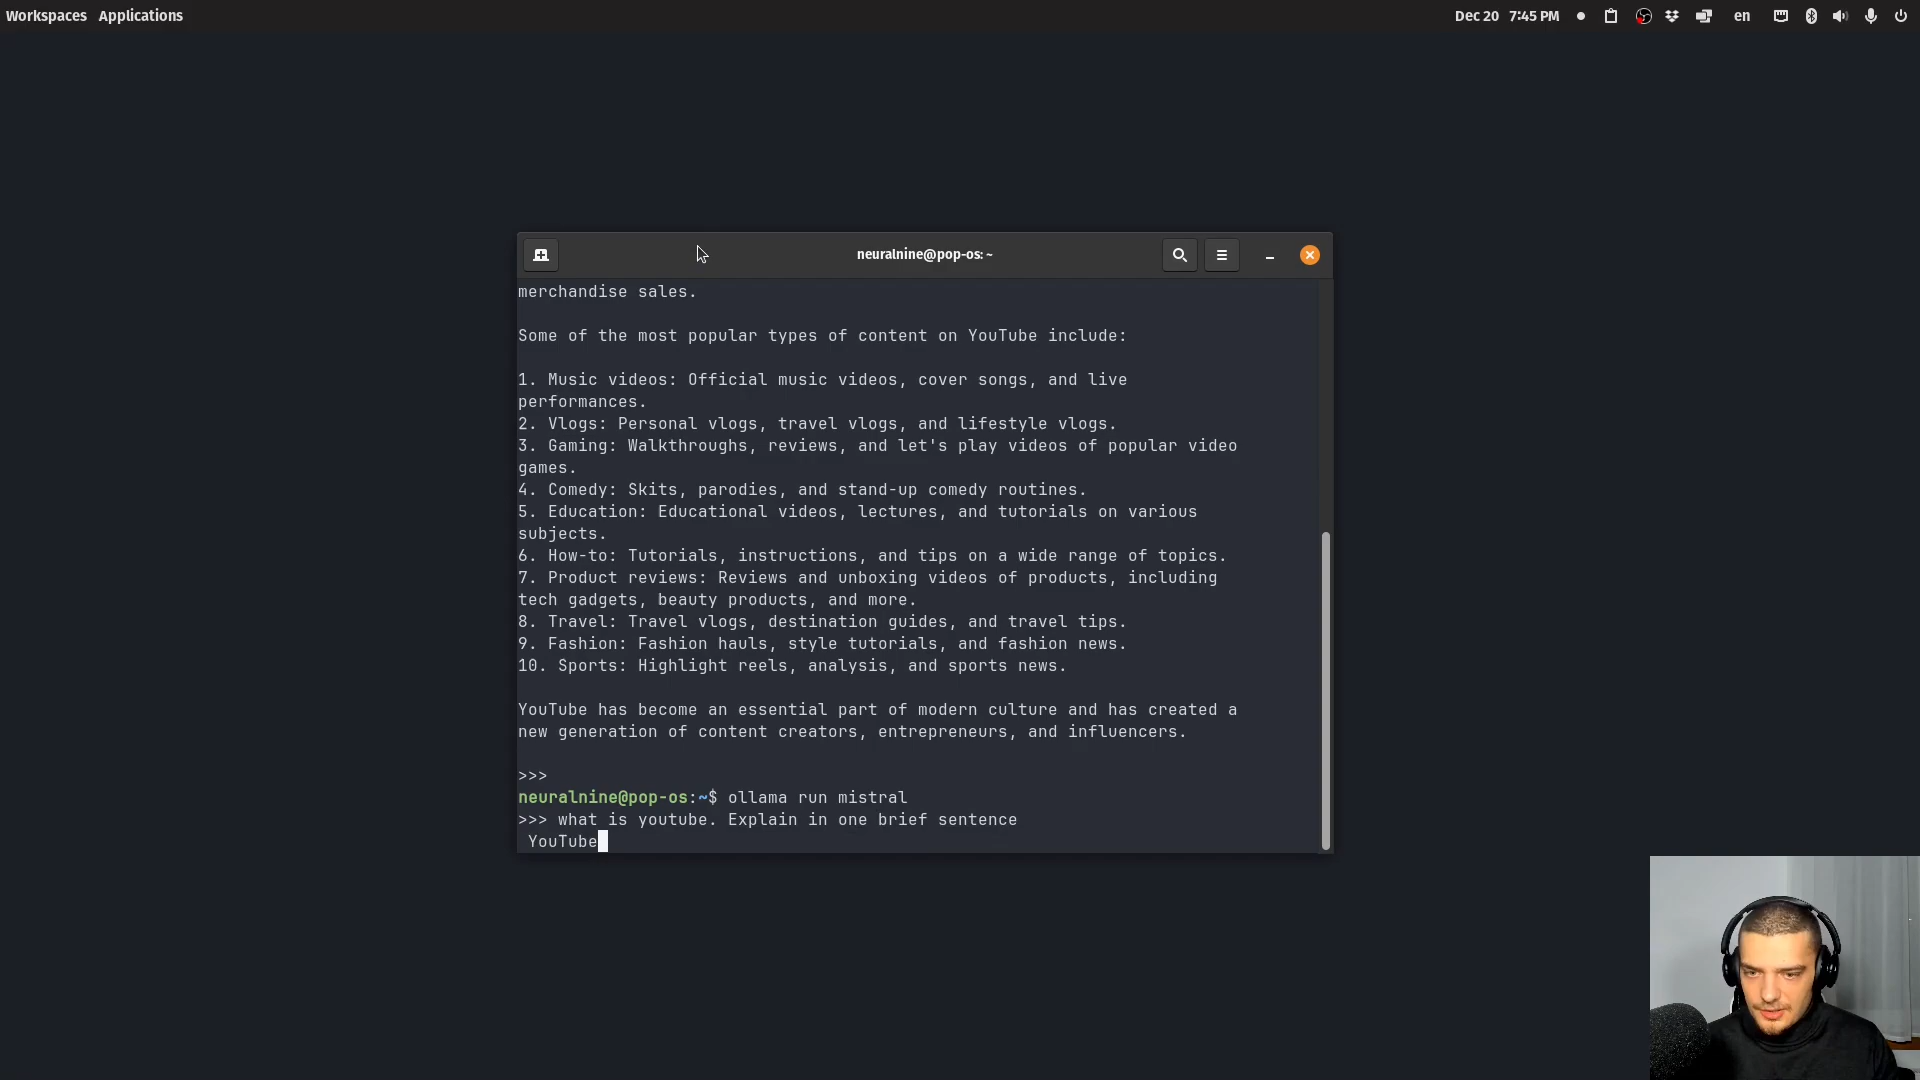 Workspaces Applications
Dec 20 7:45 PM en
neuralnine@pop-os: ~
merchandise sales.
Some of the most popular types of content on YouTube include:
1. Music videos: Official music videos, cover songs, and live
performances.
2. Vlogs: Personal vlogs, travel vlogs, and lifestyle vlogs.
3. Gaming: Walkthroughs, reviews, and let's play videos of popular video
games.
4. Comedy: Skits, parodies, and stand-up comedy routines.
5. Education: Educational videos, lectures, and tutorials on various
subjects.
6. How-to: Tutorials, instructions, and tips on a wide range of topics.
7. Product reviews: Reviews and unboxing videos of products, including
tech gadgets, beauty products, and more.
8. Travel: Travel vlogs, destination guides, and travel tips.
9. Fashion: Fashion hauls, style tutorials, and fashion news.
10. Sports: Highlight reels, analysis, and sports news.
YouTube has become an essential part of modern culture and has created a
new generation of content creators, entrepreneurs, and influencers.
>>>
neuralnine@pop-os:~$ ollama run mistral
>>> what is youtube. Explain in one brief sentence
YouTube